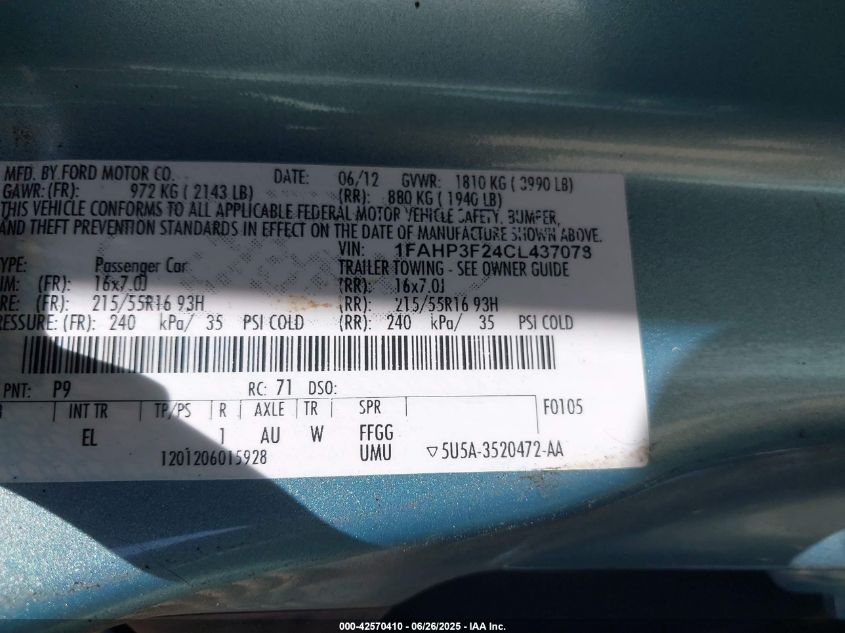 MFD. BY FORD MOTOR CO. DATE: 06/12 GVWR: 1810 KG ( 3990 LB)
GAWR: (FR): 972 KG ( 2143 LB) (RR): 880 KG ( 1940 LB)
THIS VEHICLE CONFORMS TO ALL APPLICABLE FEDERAL MOTOR VEHICLE SAFETY, BUMPER,
AND THEFT PREVENTION STANDARDS IN EFFECT ON THE DATE OF MANUFACTURE SHOWN ABOVE.
VIN: 1FAHP3F24CL437078
YPE: Passenger Car TRAILER TOWING - SEE OWNER GUIDE
IM: (FR): 16x7.0J (RR): 16x7.0J
RE: (FR): 215/55R16 93H (RR): 215/55R16 93H
RESSURE: (FR): 240 kPa/ 35 PSI COLD (RR): 240 kPa/ 35 PSI COLD
PNT: P9 RC: 71 DSO:
INT TR TP/PS R AXLE TR SPR F0105
EL 1 AU W FFGG
1201206015928 UMU ▽5U5A-3520472-AA
000-42570410 - 06/26/2025 - IAA Inc.